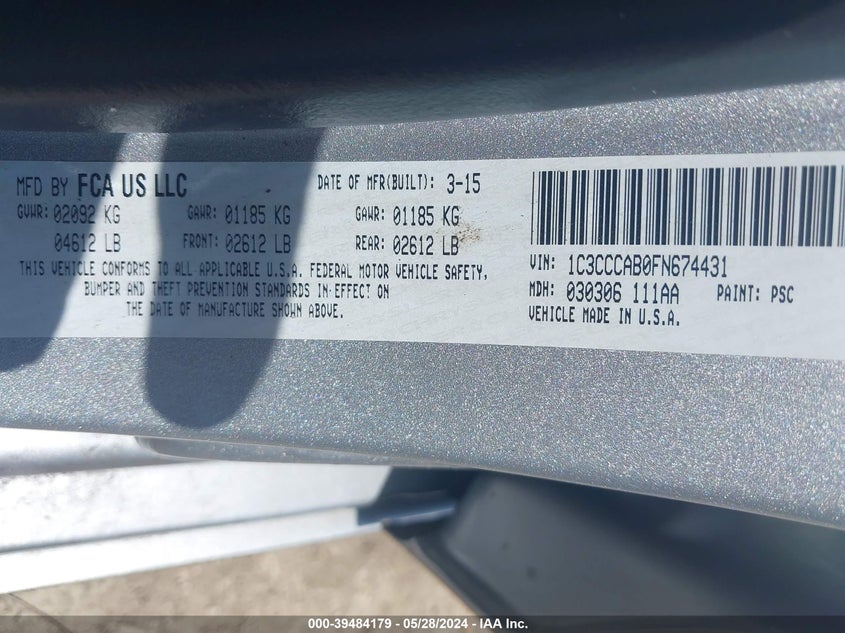 MFD BY FCA US LLC DATE OF MFR(BUILT): 3-15
GVWR: 02092 KG GAWR: 01185 KG GAWR: 01185 KG
04612 LB FRONT: 02612 LB REAR: 02612 LB
THIS VEHICLE CONFORMS TO ALL APPLICABLE U.S.A. FEDERAL MOTOR VEHICLE SAFETY,
BUMPER AND THEFT PREVENTION STANDARDS IN EFFECT ON
THE DATE OF MANUFACTURE SHOWN ABOVE.
VIN: 1C3CCCAB0FN674431
MDH: 030306 111AA PAINT: PSC
VEHICLE MADE IN U.S.A.
000-39484179 / 05/28/2024 - IAA Inc.